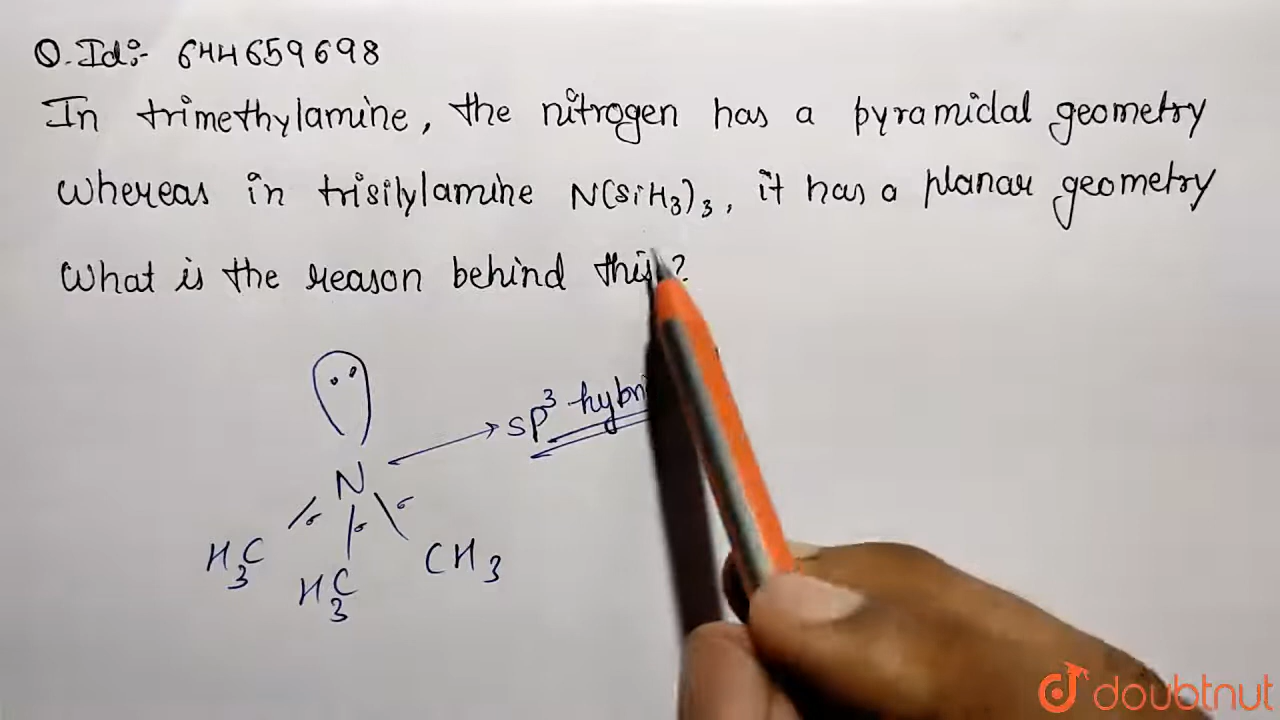 Q.Id:- 644659698
In trimethylamine, the nitrogen has a pyramidal geometry
whereas in trisilylamine N(SiH3)3, it has a planar geometry
What is the reason behind this?
sp3
N
H3C
CH3
H3C
doubtnut